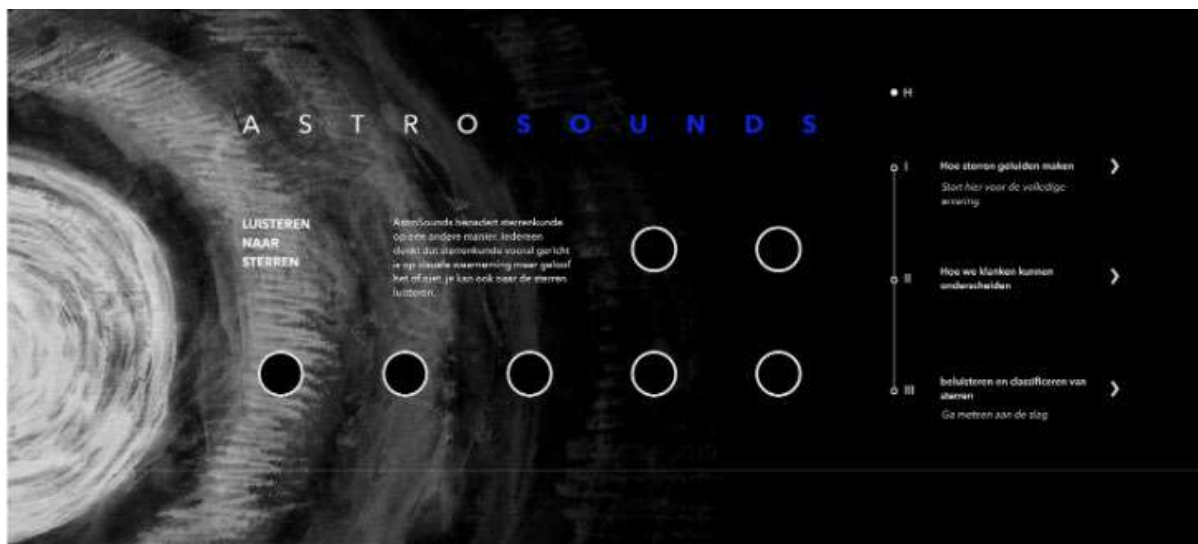 ASTROSOUNDS
LUISTEREN
NAAR
STERREN
AstroSounds benadert sterrenkunde
op een andere manier. Iedereen
denkt dat sterrenkunde vooral gericht
is op visuele waarneming maar geloof
het of niet, je kan ook naar de sterren
luisteren.
H
I
Hoe sterren geluiden maken
Start hier voor de volledige
ervaring
II
Hoe we klanken kunnen
onderscheiden
III
beluisteren en classificeren van
sterren
Ga meteen aan de slag